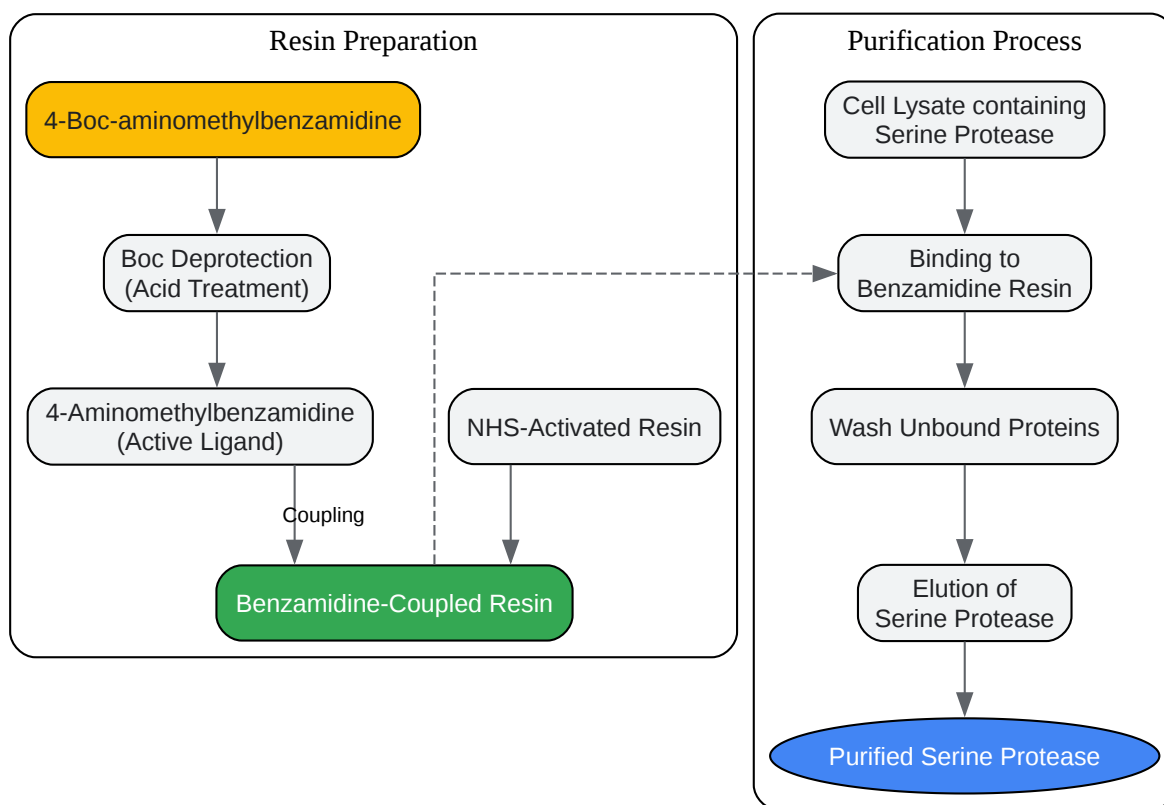 Resin Preparation
4-Boc-aminomethylbenzamidine
Boc Deprotection
(Acid Treatment)
4-Aminomethylbenzamidine
(Active Ligand)
NHS-Activated Resin
Coupling
Benzamidine-Coupled Resin
Purification Process
Cell Lysate containing
Serine Protease
Binding to
Benzamidine Resin
Wash Unbound Proteins
Elution of
Serine Protease
Purified Serine Protease